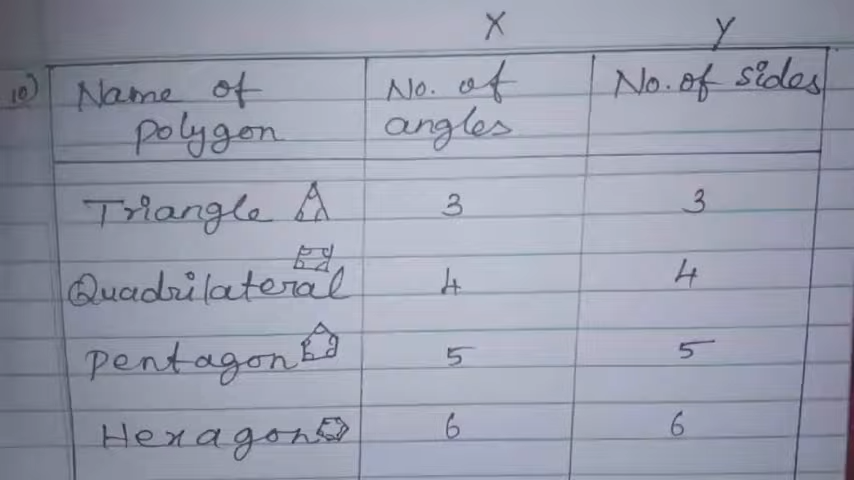 X Y
10) Name of polygon No. of angles No. of sides
Triangle 3 3
Quadrilateral 4 4
Pentagon 5 5
Hexagon 6 6